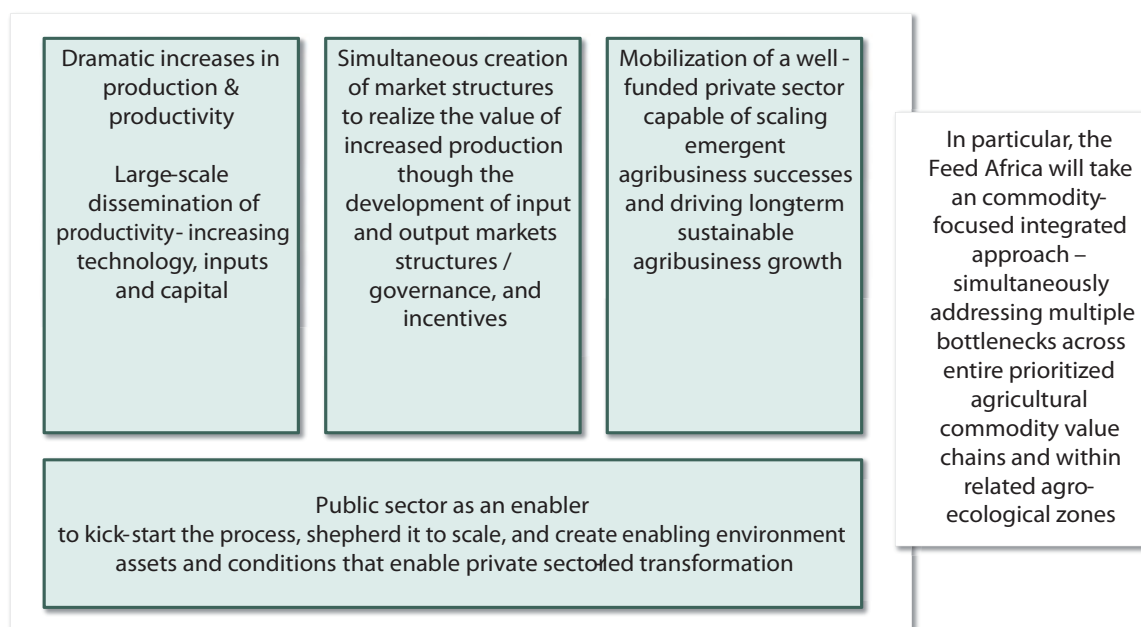 Dramatic increases in
production &
productivity
Large-scale
dissemination of
productivity- increasing
technology, inputs
and capital
Simultaneous creation
of market structures
to realize the value of
increased production
though the
development of input
and output markets
structures /
governance, and
incentives
Mobilization of a well -
funded private sector
capable of scaling
emergent
agribusiness successes
and driving long-term
sustainable
agribusiness growth
Public sector as an enabler
to kick-start the process, shepherd it to scale, and create enabling environment
assets and conditions that enable private sector-led transformation
In particular, the
Feed Africa will take
an commodity-
focused integrated
approach –
simultaneously
addressing multiple
bottlenecks across
entire prioritized
agricultural
commodity value
chains and within
related agro-
ecological zones